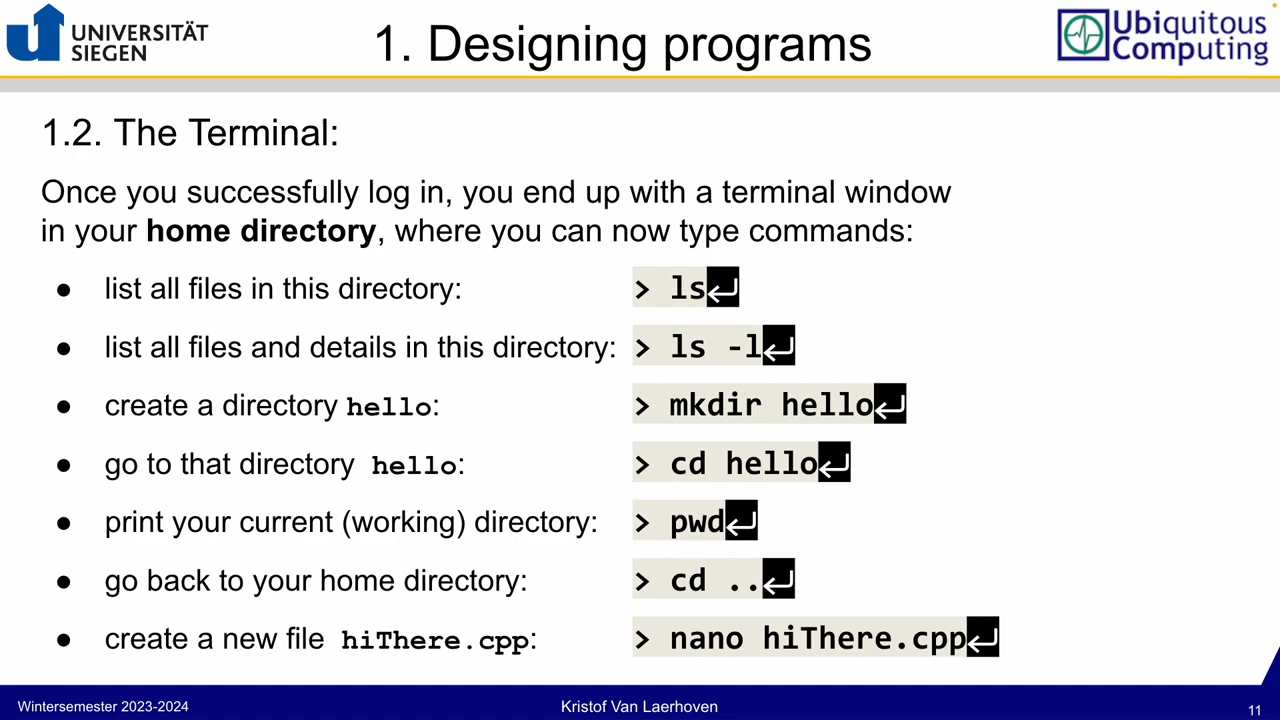 UNIVERSITÄT
SIEGEN
1. Designing programs
Ubiquitous
Computing
1.2. The Terminal:
Once you successfully log in, you end up with a terminal window
in your home directory, where you can now type commands:
● list all files in this directory: > ls↵
● list all files and details in this directory: > ls -l↵
● create a directory hello: > mkdir hello↵
● go to that directory hello: > cd hello↵
● print your current (working) directory: > pwd↵
● go back to your home directory: > cd ..↵
● create a new file hiThere.cpp: > nano hiThere.cpp↵
Wintersemester 2023-2024
Kristof Van Laerhoven
11